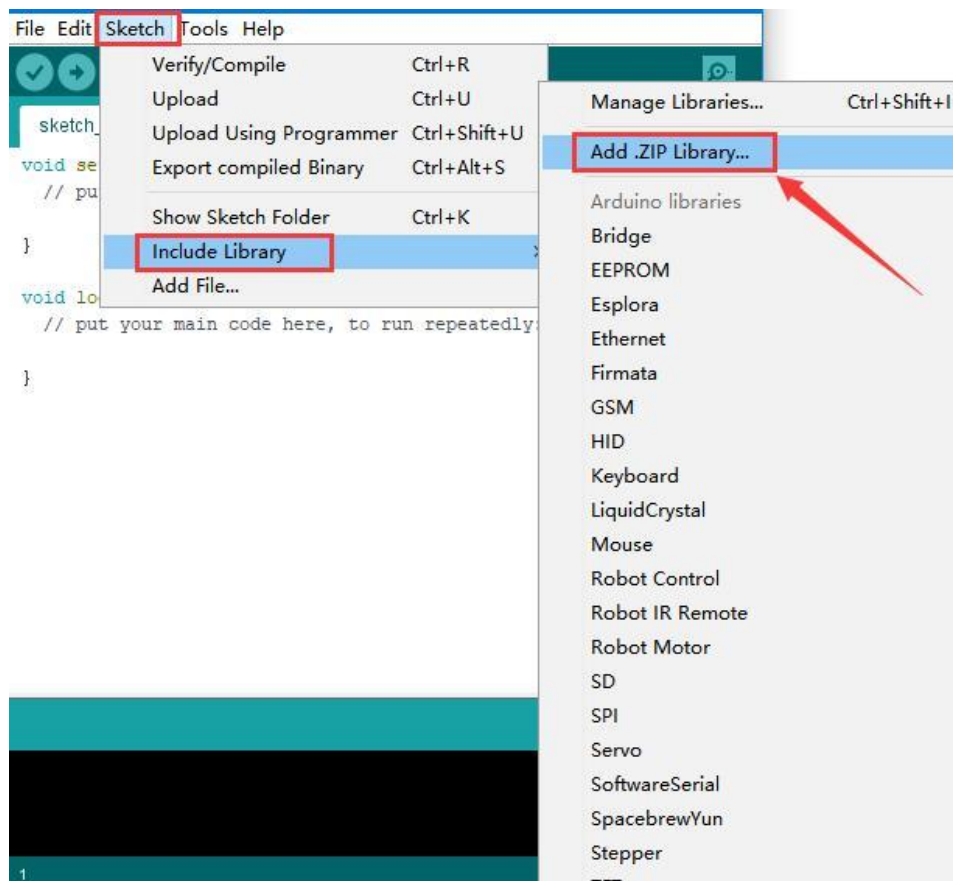 File Edit Sketch Tools Help
Verify/Compile Ctrl+R
Upload Ctrl+U
Upload Using Programmer Ctrl+Shift+U
Export compiled Binary Ctrl+Alt+S
Show Sketch Folder Ctrl+K
Include Library
Add File...
sketch_
void se
// pu
}
void lo
// put your main code here, to run repeatedly:
}
1
Manage Libraries... Ctrl+Shift+I
Add .ZIP Library...
Arduino libraries
Bridge
EEPROM
Esplora
Ethernet
Firmata
GSM
HID
Keyboard
LiquidCrystal
Mouse
Robot Control
Robot IR Remote
Robot Motor
SD
SPI
Servo
SoftwareSerial
SpacebrewYun
Stepper